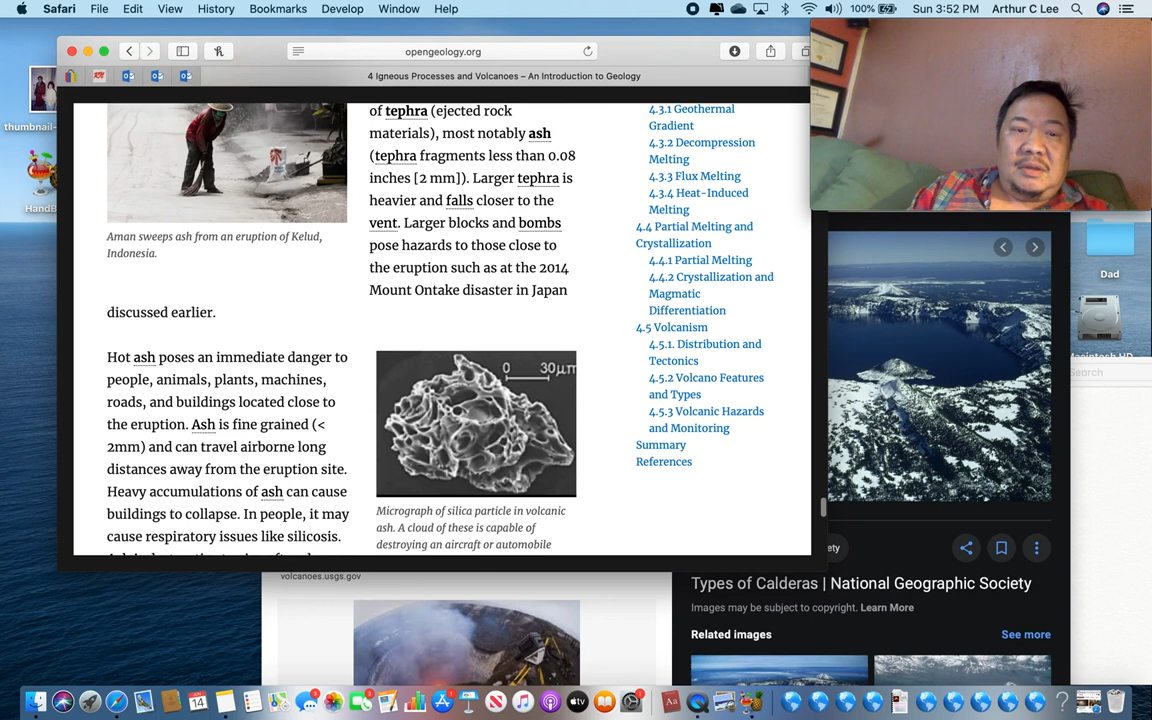 Safari File Edit View History Bookmarks Develop Window Help 100% Sun 3:52 PM Arthur C Lee
opengeology.org
4 Igneous Processes and Volcanoes – An Introduction to Geology
thumbnail-
HandB
Aman sweeps ash from an eruption of Kelud,
Indonesia.
of tephra (ejected rock
materials), most notably ash
(tephra fragments less than 0.08
inches [2 mm]). Larger tephra is
heavier and falls closer to the
vent. Larger blocks and bombs
pose hazards to those close to
the eruption such as at the 2014
Mount Ontake disaster in Japan
discussed earlier.
Hot ash poses an immediate danger to
people, animals, plants, machines,
roads, and buildings located close to
the eruption. Ash is fine grained (<
2mm) and can travel airborne long
distances away from the eruption site.
Heavy accumulations of ash can cause
buildings to collapse. In people, it may
cause respiratory issues like silicosis.
0 30µm
Micrograph of silica particle in volcanic
ash. A cloud of these is capable of
destroying an aircraft or automobile
4.3.1 Geothermal
Gradient
4.3.2 Decompression
Melting
4.3.3 Flux Melting
4.3.4 Heat-Induced
Melting
4.4 Partial Melting and
Crystallization
4.4.1 Partial Melting
4.4.2 Crystallization and
Magmatic
Differentiation
4.5 Volcanism
4.5.1. Distribution and
Tectonics
4.5.2 Volcano Features
and Types
4.5.3 Volcanic Hazards
and Monitoring
Summary
References
Dad
Macintosh HD
Search
ety
Types of Calderas | National Geographic Society
Images may be subject to copyright. Learn More
Related images See more
volcanoes.usgs.gov
14
tv
Aa